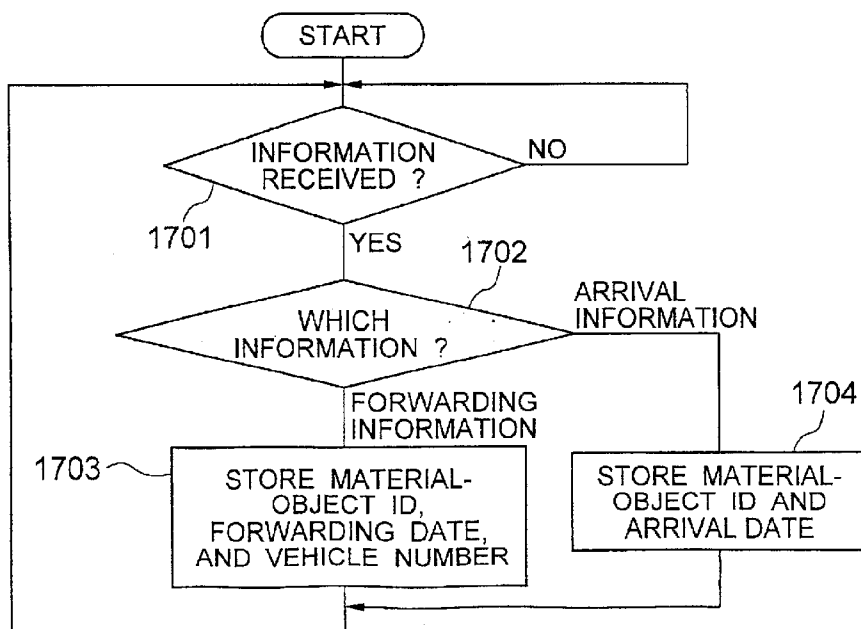 START
INFORMATION
RECEIVED ?
NO
1701
YES
1702
WHICH
INFORMATION ?
ARRIVAL
INFORMATION
FORWARDING
INFORMATION
1703
STORE MATERIAL-
OBJECT ID,
FORWARDING DATE,
AND VEHICLE NUMBER
1704
STORE MATERIAL-
OBJECT ID AND
ARRIVAL DATE